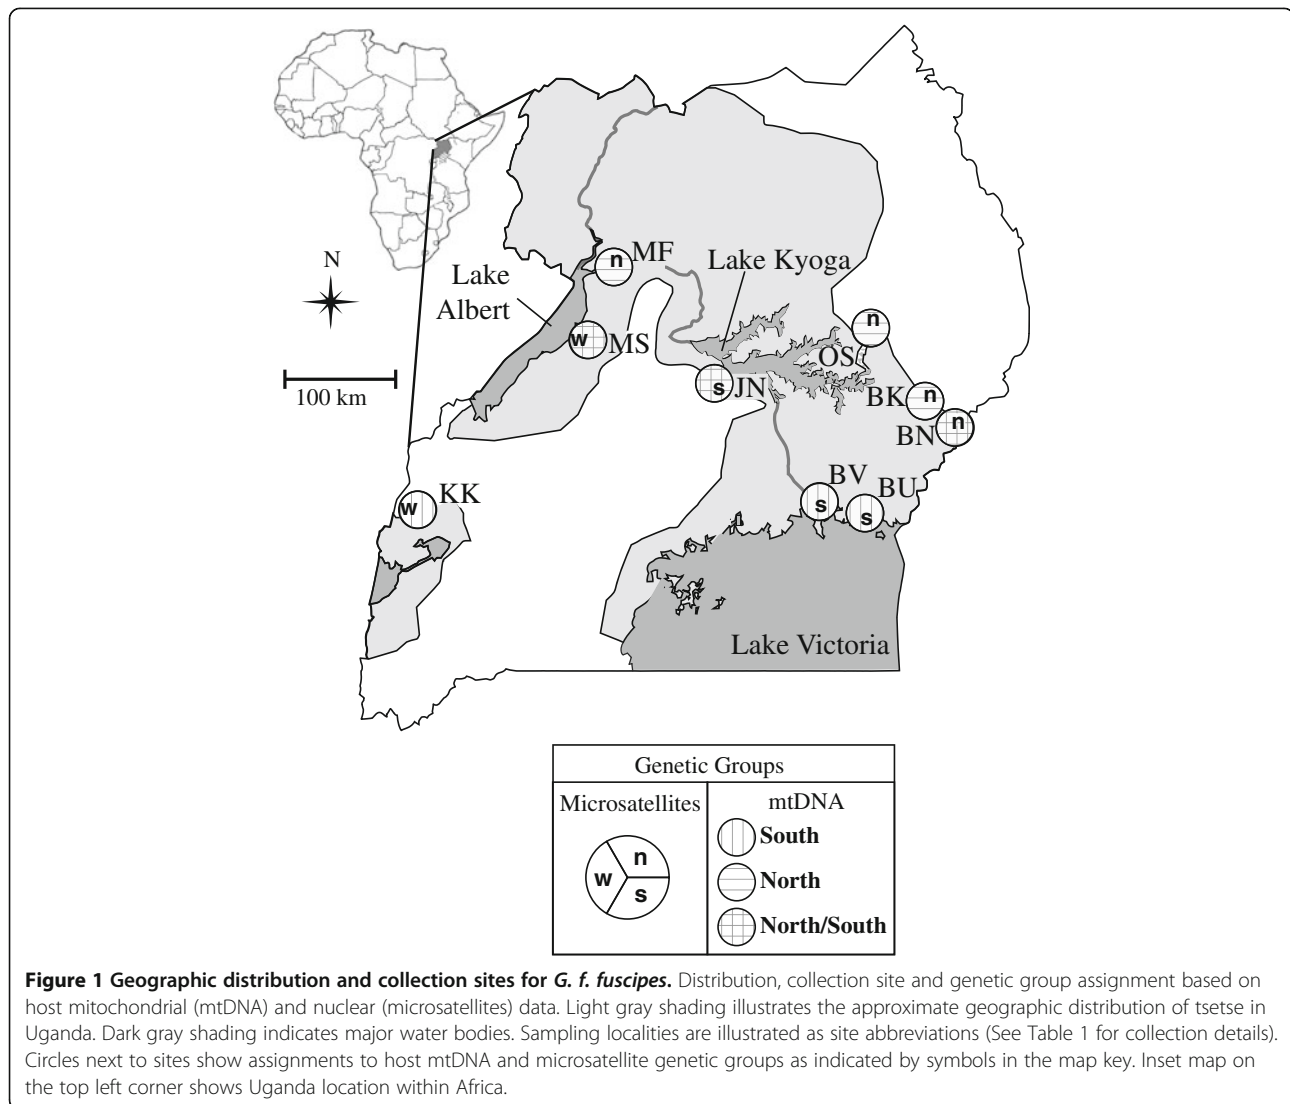 N
100 km
Lake
Albert
n
MF
Lake Kyoga
w
MS
s
JN
n
OS
BK
n
BN
n
BV
s
BU
s
KK
w
Lake Victoria
Genetic Groups
Microsatellites
n
w
s
mtDNA
South
North
North/South
Figure 1 Geographic distribution and collection sites for G. f. fuscipes. Distribution, collection site and genetic group assignment based on
host mitochondrial (mtDNA) and nuclear (microsatellites) data. Light gray shading illustrates the approximate geographic distribution of tsetse in
Uganda. Dark gray shading indicates major water bodies. Sampling localities are illustrated as site abbreviations (See Table 1 for collection details).
Circles next to sites show assignments to host mtDNA and microsatellite genetic groups as indicated by symbols in the map key. Inset map on
the top left corner shows Uganda location within Africa.